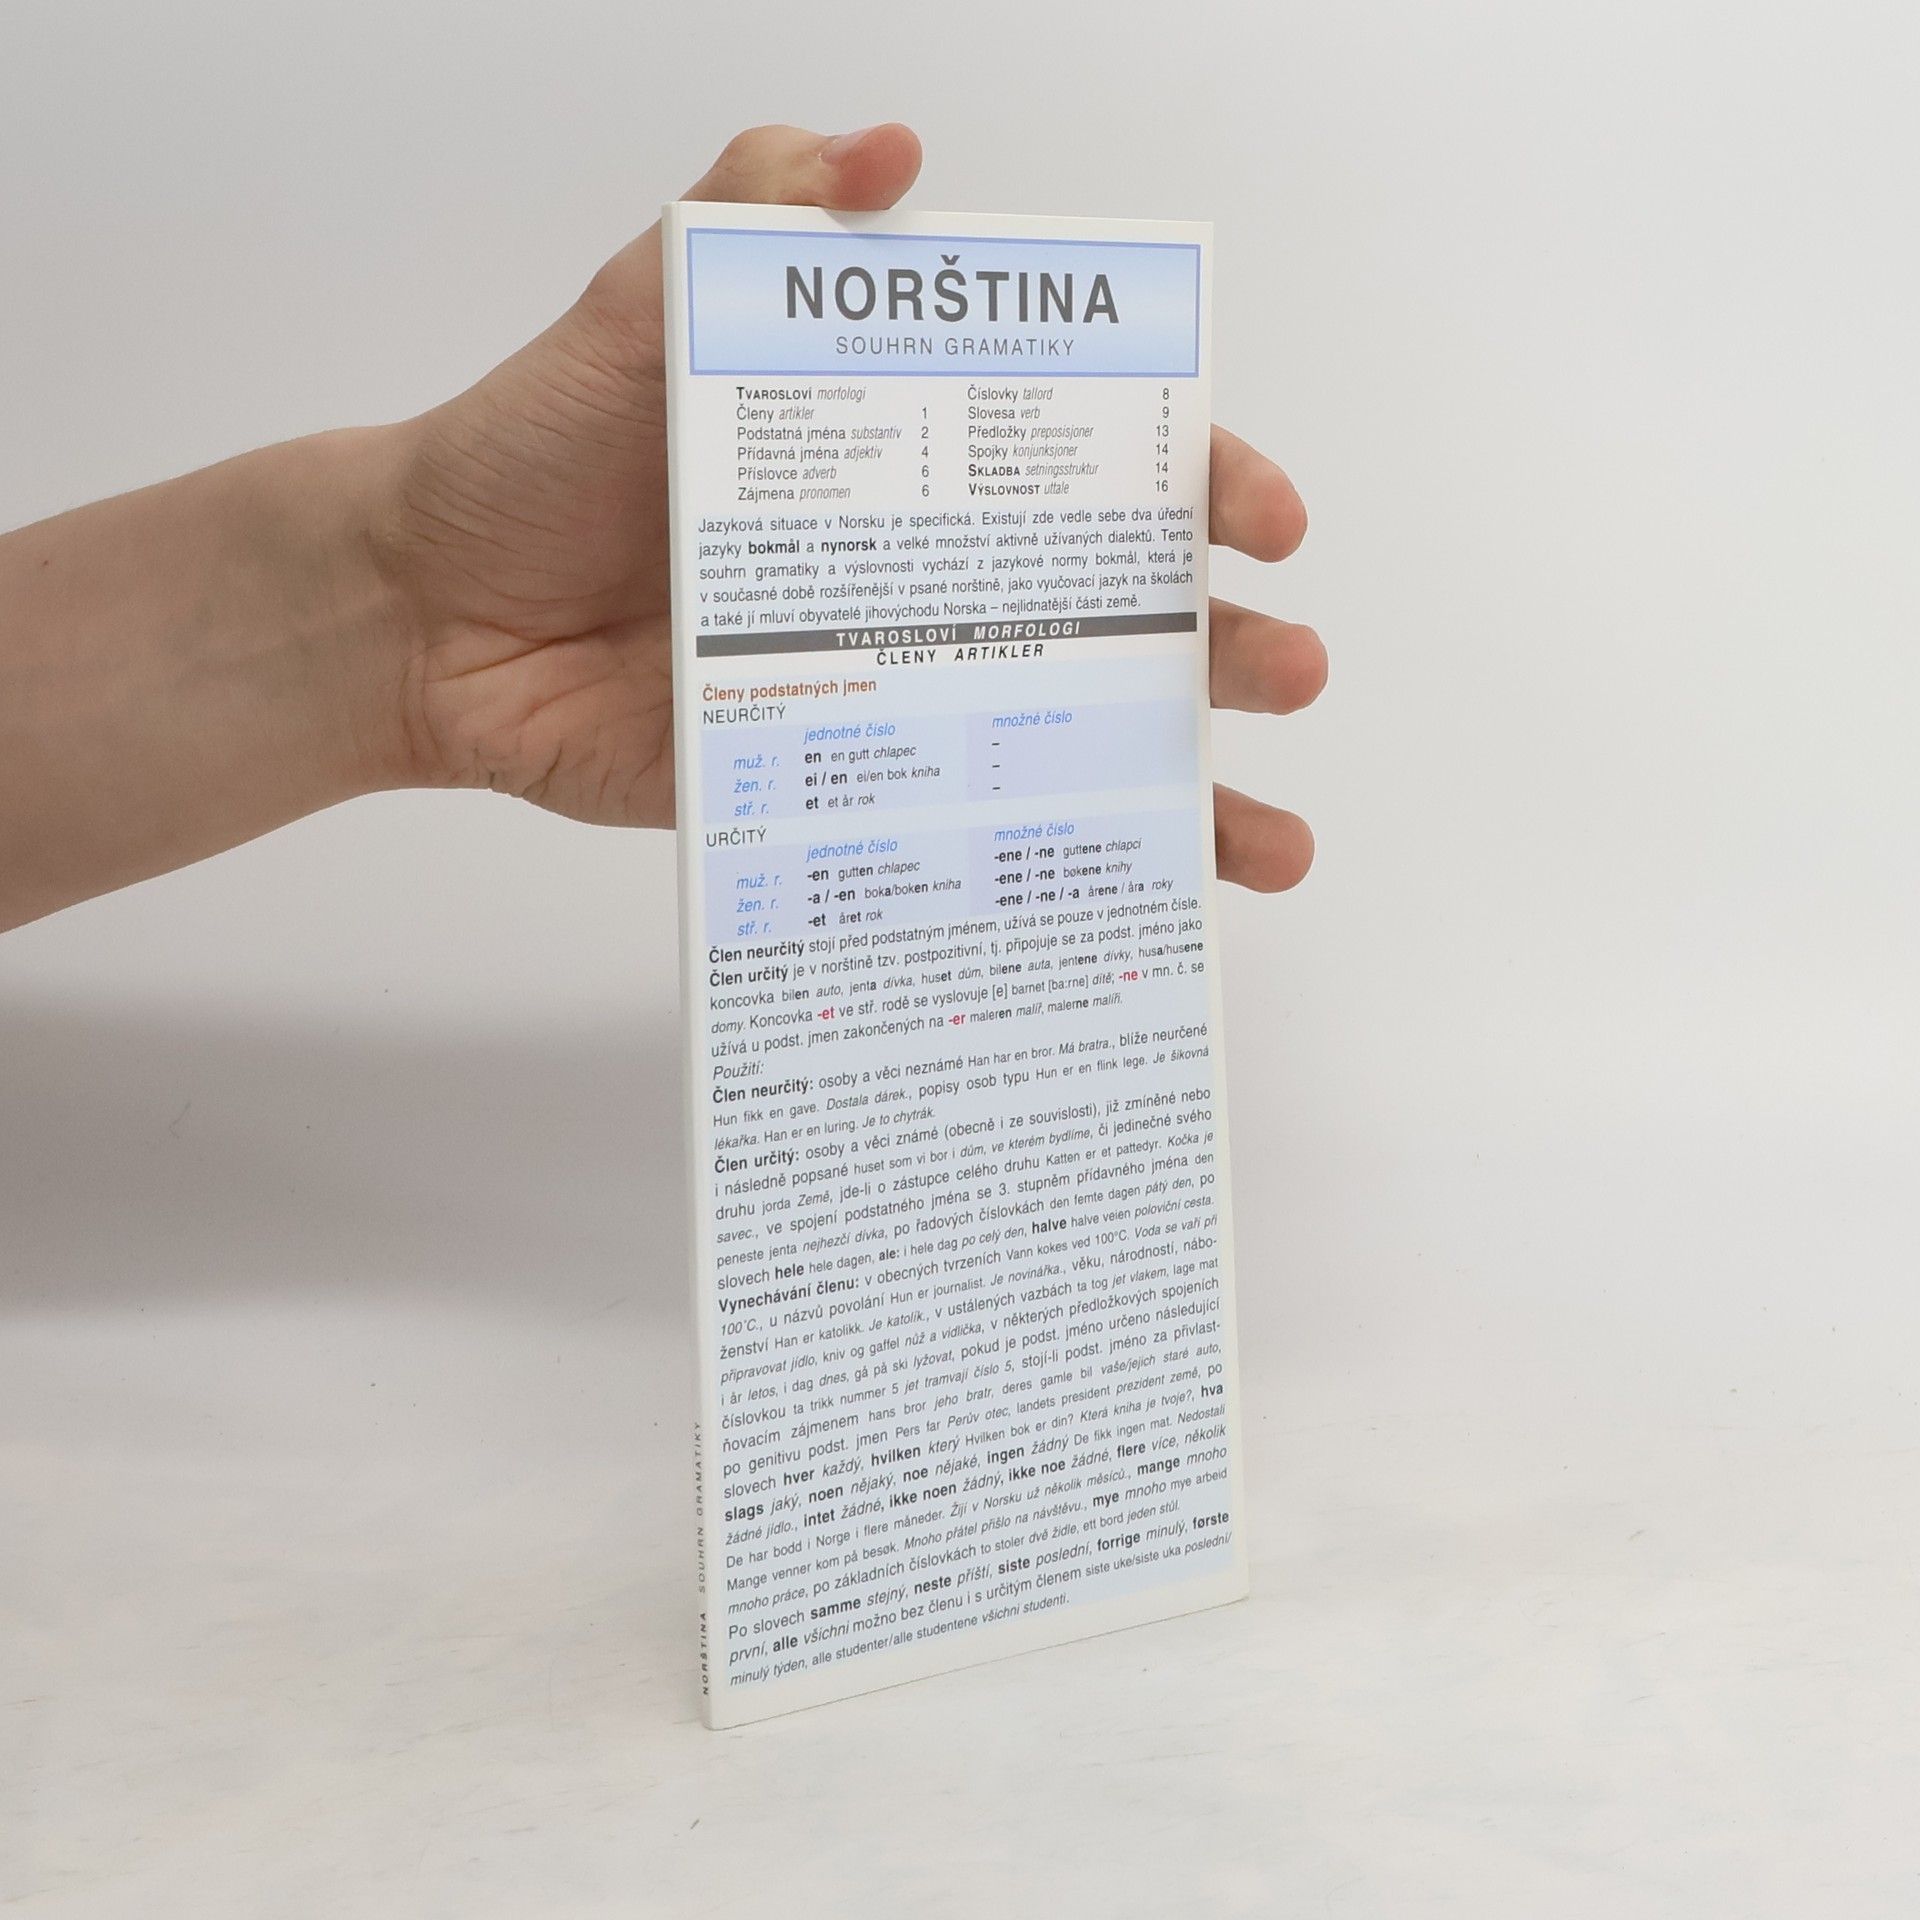 NORŠTINA
SOUHRN GRAMATIKY
TVAROSLOVÍ morfologi
Členy artikler 1
Podstatná jména substantiv 2
Přídavná jména adjektiv 4
Příslovce adverb 6
Zájmena pronomen 6
Číslovky tallord 8
Slovesa verb 9
Předložky preposisjoner 13
Spojky konjunksjoner 14
SKLADBA setningsstruktur 14
VÝSLOVNOST uttale 16
Jazyková situace v Norsku je specifická. Existují zde vedle sebe dva úřední
jazyky bokmål a nynorsk a velké množství aktivně užívaných dialektů. Tento
souhrn gramatiky a výslovnosti vychází z jazykové normy bokmål, která je
v současné době rozšířenější v psané norštině, jako vyučovací jazyk na školách
a také jí mluví obyvatelé jihovýchodu Norska – nejlidnatější části země.
TVAROSLOVÍ MORFOLOGI
ČLENY ARTIKLER
Členy podstatných jmen
NEURČITÝ
jednotné číslo množné číslo
muž. r. en en gutt chlapec –
žen. r. ei / en ei/en bok kniha –
stř. r. et et år rok –
URČITÝ
jednotné číslo množné číslo
muž. r. -en gutten chlapec -ene / -ne guttene chlapci
žen. r. -a / -en boka/boken kniha -ene / -ne bøkene knihy
stř. r. -et året rok -ene / -ne / -a årene / åra roky
Člen neurčitý stojí před podstatným jménem, užívá se pouze v jednotném čísle.
Člen určitý je v norštině tzv. postpozitivní, tj. připojuje se za podst. jméno jako
koncovka bilen auto, jenta dívka, huset dům, bilene auta, jentene dívky, husa/husene
domy. Koncovka -et ve stř. rodě se vyslovuje [e] barnet [ba:rne] dítě; -ne v mn. č. se
užívá u podst. jmen zakončených na -er maleren malíř, malerne malíři.
Použití:
Člen neurčitý: osoby a věci neznámé Han har en bror. Má bratra., blíže neurčené
Hun fikk en gave. Dostala dárek., popisy osob typu Hun er en flink lege. Je šikovná
lékařka. Han er en luring. Je to chytrák.
Člen určitý: osoby a věci známé (obecně i ze souvislosti), již zmíněné nebo
i následně popsané huset som vi bor i dům, ve kterém bydlíme, či jedinečné svého
druhu jorda Země, jde-li o zástupce celého druhu Katten er et pattedyr. Kočka je
savec., ve spojení podstatného jména se 3. stupněm přídavného jména den
peneste jenta nejhezčí dívka, po řadových číslovkách den femte dagen pátý den, po
slovech hele hele dagen, ale: i hele dag po celý den, halve halve veien poloviční cesta.
Vynechávání členu: v obecných tvrzeních Vann kokes ved 100°C. Voda se vaří při
100°C., u názvů povolání Hun er journalist. Je novinářka., věku, národností, nábo-
ženství Han er katolikk. Je katolík., v ustálených vazbách ta tog jet vlakem, lage mat
připravovat jídlo, kniv og gaffel nůž a vidlička, v některých předložkových spojeních
i år letos, i dag dnes, gå på ski lyžovat, pokud je podst. jméno určeno následující
číslovkou ta trikk nummer 5 jet tramvají číslo 5, stojí-li podst. jméno za přivlast-
ňovacím zájmenem hans bror jeho bratr, deres gamle bil vaše/jejich staré auto,
po genitivu podst. jmen Pers far Perův otec, landets president prezident země, po
slovech hver každý, hvilken který Hvilken bok er din? Která kniha je tvoje?, hva
slags jaký, noen nějaký, noe nějaké, ingen žádný De fikk ingen mat. Nedostali
žádné jídlo., intet žádné, ikke noen žádný, ikke noe žádné, flere více, několik
De har bodd i Norge i flere måneder. Žijí v Norsku už několik měsíců., mange mnoho
Mange venner kom på besøk. Mnoho přátel přišlo na návštěvu., mye mnoho mye arbeid
mnoho práce, po základních číslovkách to stoler dvě židle, ett bord jeden stůl.
Po slovech samme stejný, neste příští, siste poslední, forrige minulý, første
první, alle všichni možno bez členu i s určitým členem siste uke/siste uka poslední/
minulý týden, alle studenter/alle studentene všichni studenti.
NORŠTINA SOUHRN GRAMATIKY